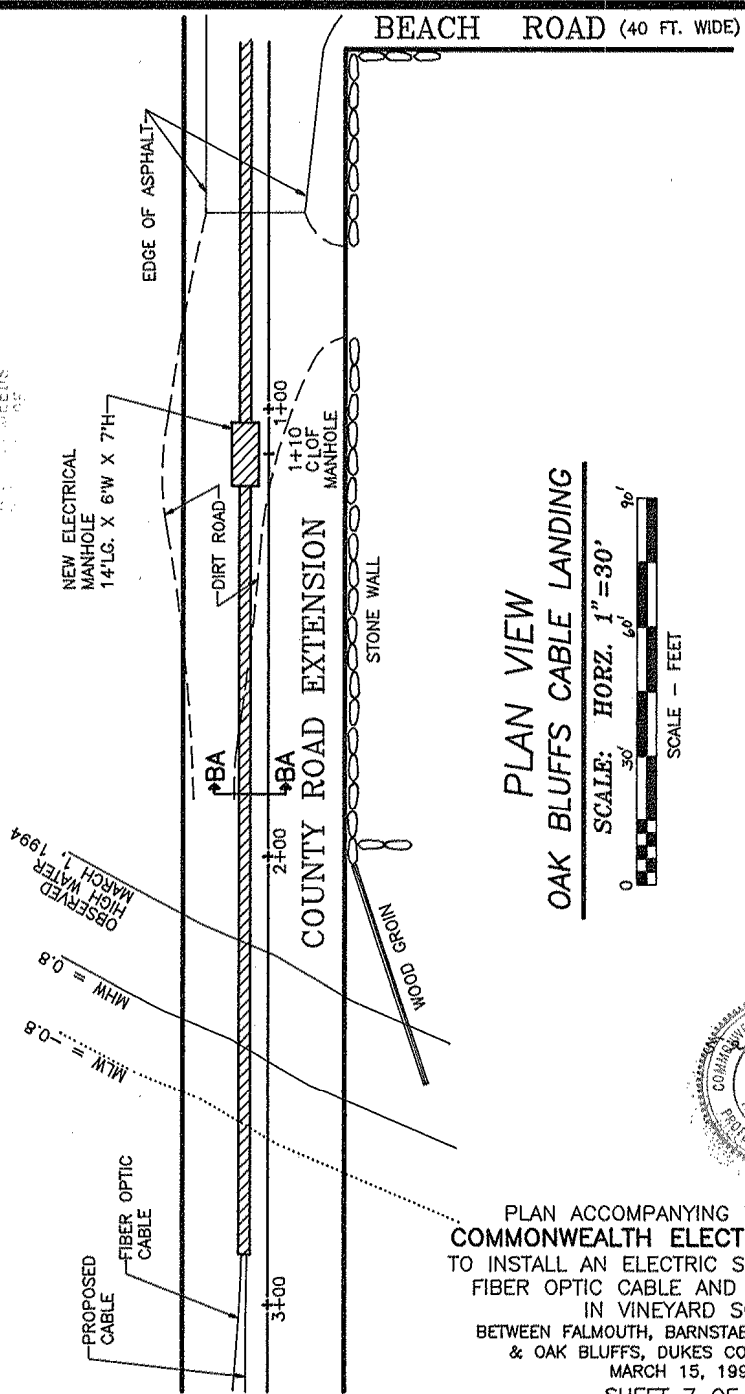 BEACH ROAD (40 FT. WIDE)
EDGE OF ASPHALT
NEW ELECTRICAL
MANHOLE
14'LG. X 6'W X 7'H
1+00
1+10
C L OF
MANHOLE
DIRT ROAD
COUNTY ROAD EXTENSION
STONE WALL
BA
BA
2+00
OBSERVED
HIGH WATER
MARCH 1, 1994
MHW = 0.8
MLW = -0.8
WOOD GROIN
FIBER OPTIC
CABLE
PROPOSED
CABLE
3+00
PLAN VIEW
OAK BLUFFS CABLE LANDING
SCALE: HORZ. 1"=30'
0 30' 60' 90'
SCALE - FEET
PLAN ACCOMPANYING
COMMONWEALTH ELECT
TO INSTALL AN ELECTRIC S
FIBER OPTIC CABLE AND
IN VINEYARD S
BETWEEN FALMOUTH, BARNSTAB
& OAK BLUFFS, DUKES CO
MARCH 15, 199
SHEET 7 OF